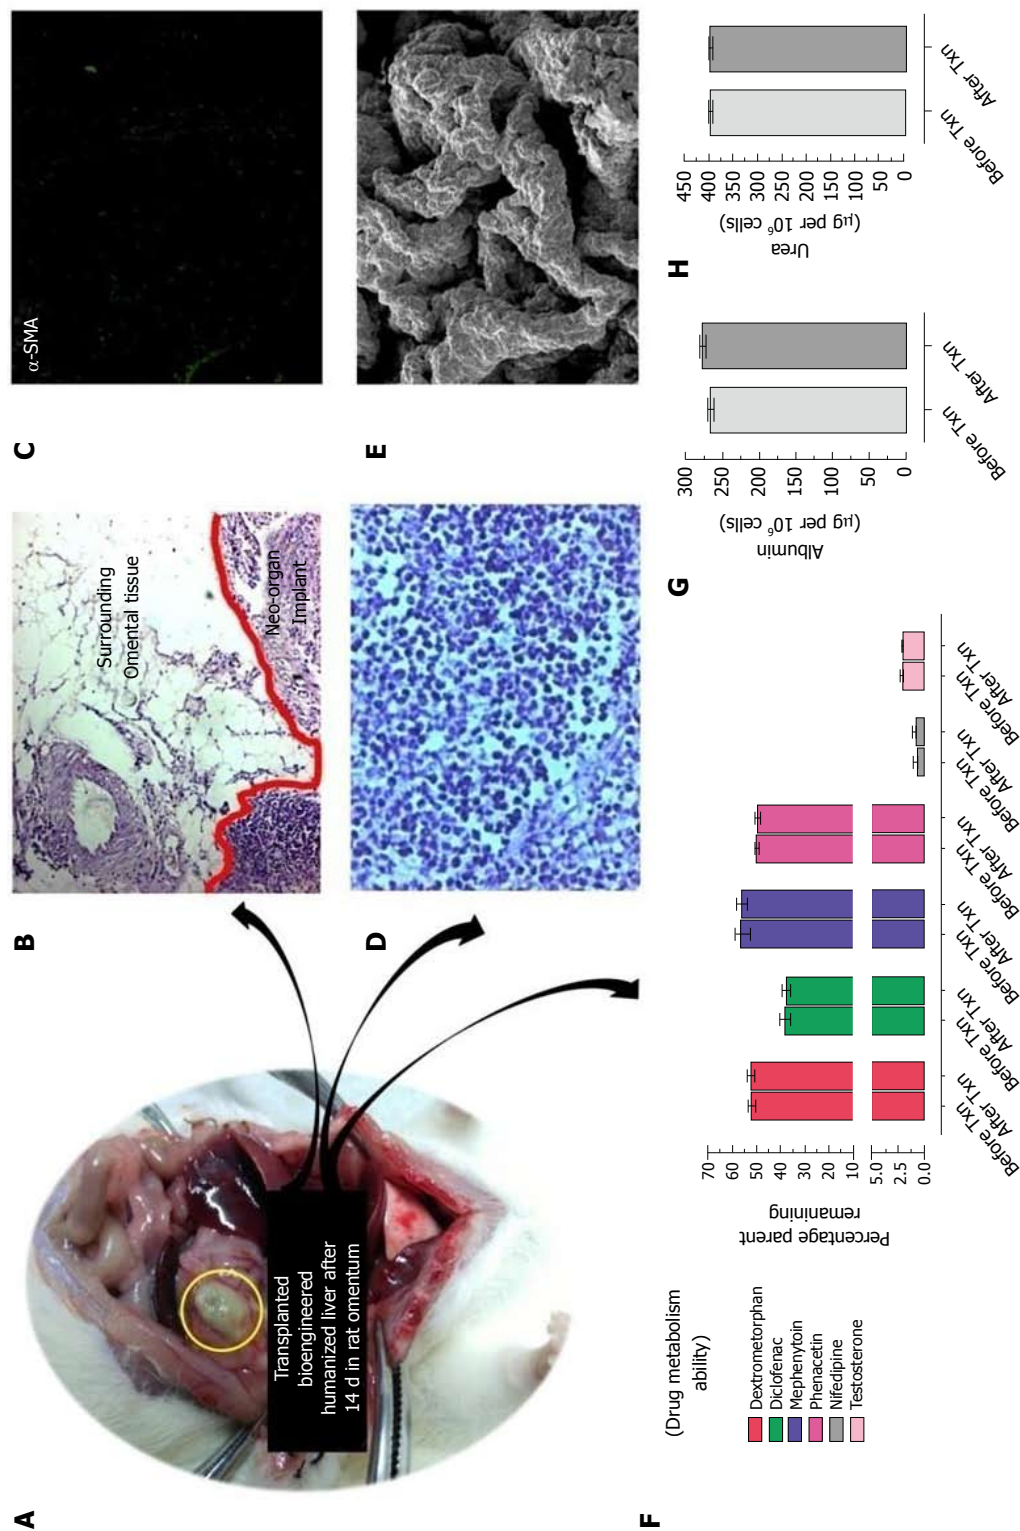 A
Transplanted
bioengineered
humanized liver after
14 d in rat omentum
B
Surrounding
Omental tissue
Neo-organ
Implant
C
α-SMA
D
E
F
(Drug metabolism
ability)
Dextrometorphan
Diclofenac
Mephenytoin
Phenacetin
Nifedipine
Testosterone
Percentage parent
remanining
70
60
50
40
30
20
10
5.0
2.5
0.0
Before Txn
After Txn
Before Txn
After Txn
Before Txn
After Txn
Before Txn
After Txn
Before Txn
After Txn
Before Txn
After Txn
G
Albumin
(μg per 10⁶ cells)
300
250
200
150
100
50
0
Before Txn
After Txn
H
Urea
(μg per 10⁶ cells)
450
400
350
300
250
200
150
100
50
0
Before Txn
After Txn